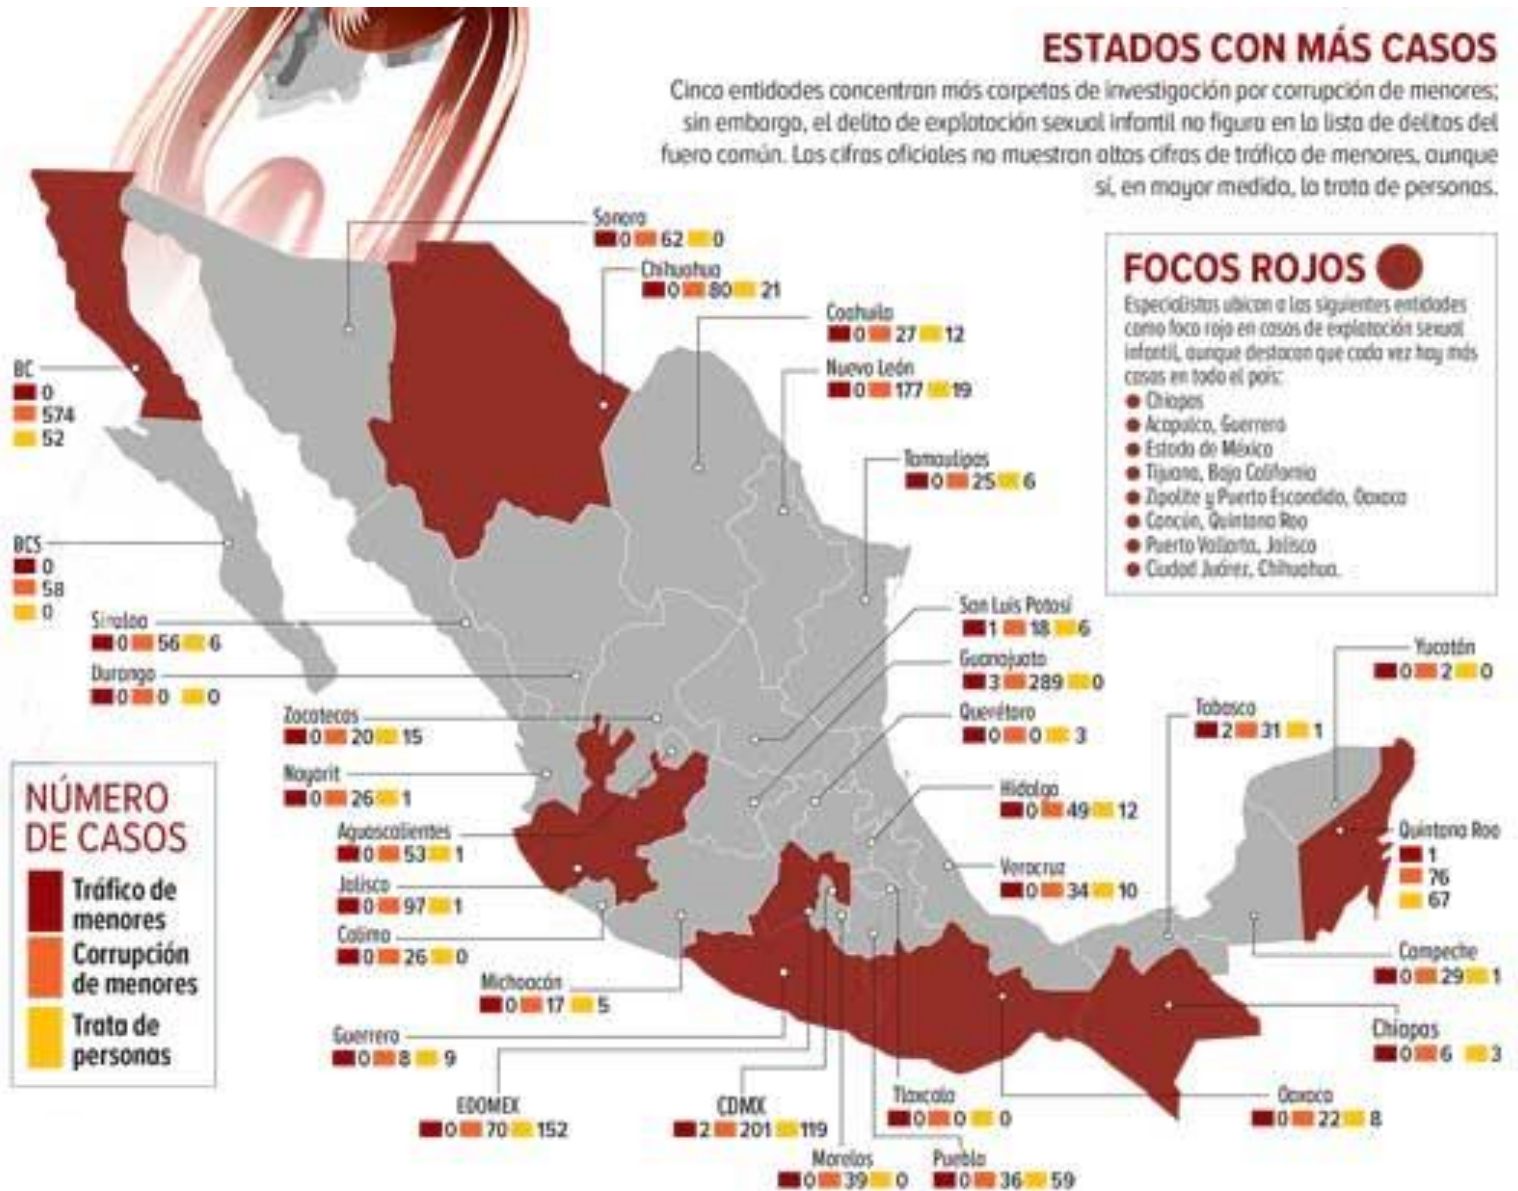 ESTADOS CON MÁS CASOS
Cinco entidades concentran más carpetas de investigación por corrupción de menores;
sin embargo, el delito de explotación sexual infantil no figura en la lista de delitos del
fuero común. Las cifras oficiales no muestran altas cifras de tráfico de menores, aunque
sí, en mayor medida, la trata de personas.
FOCOS ROJOS
Especialistas ubican a las siguientes entidades
como foco rojo en casos de explotación sexual
infantil, aunque destacan que cada vez hay más
casos en todo el país:
Chiapas
Acapulco, Guerrero
Estado de México
Tijuana, Baja California
Zipolite y Puerto Escondido, Oaxaca
Cancún, Quintana Roo
Puerto Vallarta, Jalisco
Ciudad Juárez, Chihuahua.
Sonora
0 62 0
Chihuahua
0 80 21
Coahuila
0 27 12
Nuevo León
0 177 19
Tamaulipas
0 25 6
BC
0
574
52
BCS
0
58
0
Sinaloa
0 56 6
Durango
0 0 0
Zacatecas
0 20 15
Nayarit
0 26 1
Aguascalientes
0 53 1
Jalisco
0 97 1
Colima
0 26 0
Michoacán
0 17 5
Guerrero
0 8 9
EDOMEX
0 70 152
CDMX
2 201 119
Morelos
0 39 0
Puebla
0 36 59
Tlaxcala
0 0 0
Oaxaca
0 22 8
Chiapas
0 6 3
Campeche
0 29 1
Quintana Roo
1
76
67
Yucatán
0 2 0
Tabasco
2 31 1
San Luis Potosí
1 18 6
Guanajuato
3 289 0
Querétaro
0 0 3
Hidalgo
0 49 12
Veracruz
0 34 10
NÚMERO
DE CASOS
Tráfico de
menores
Corrupción
de menores
Trata de
personas